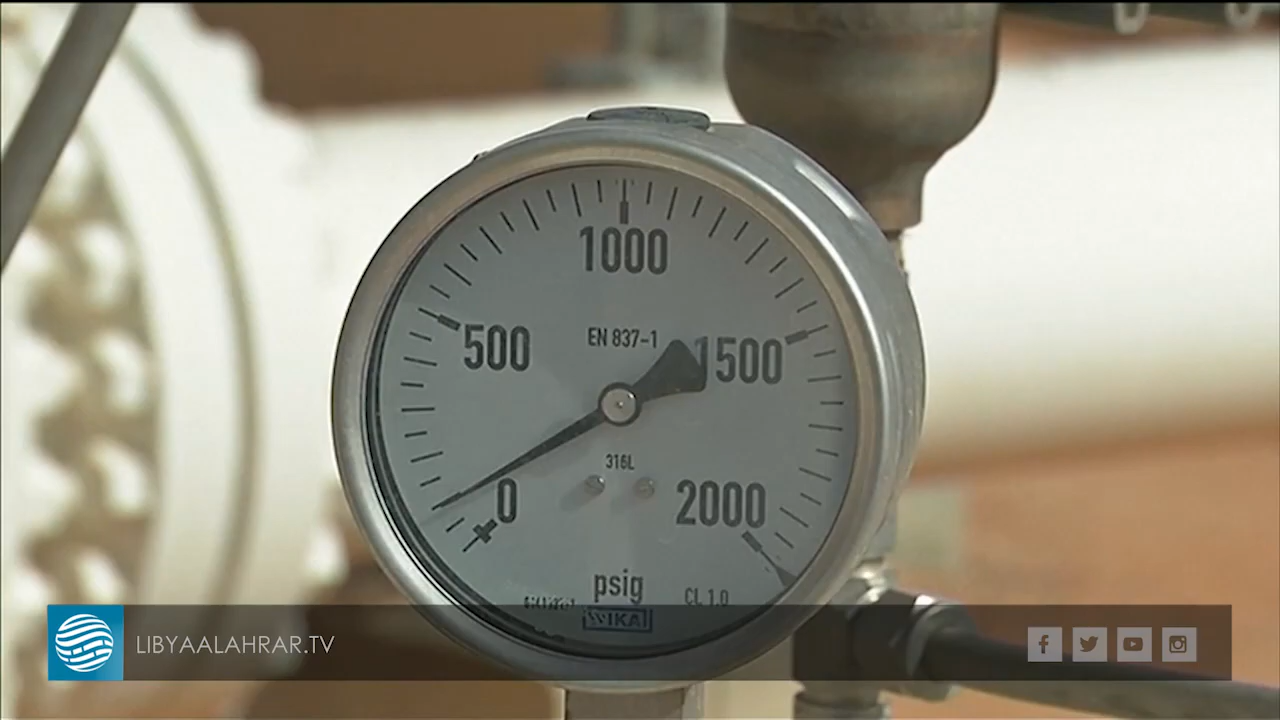 1000
500
EN 837-1
1500
316L
0
2000
psig
CL 1.0
WIKA
LIBYAALAHRAR.TV